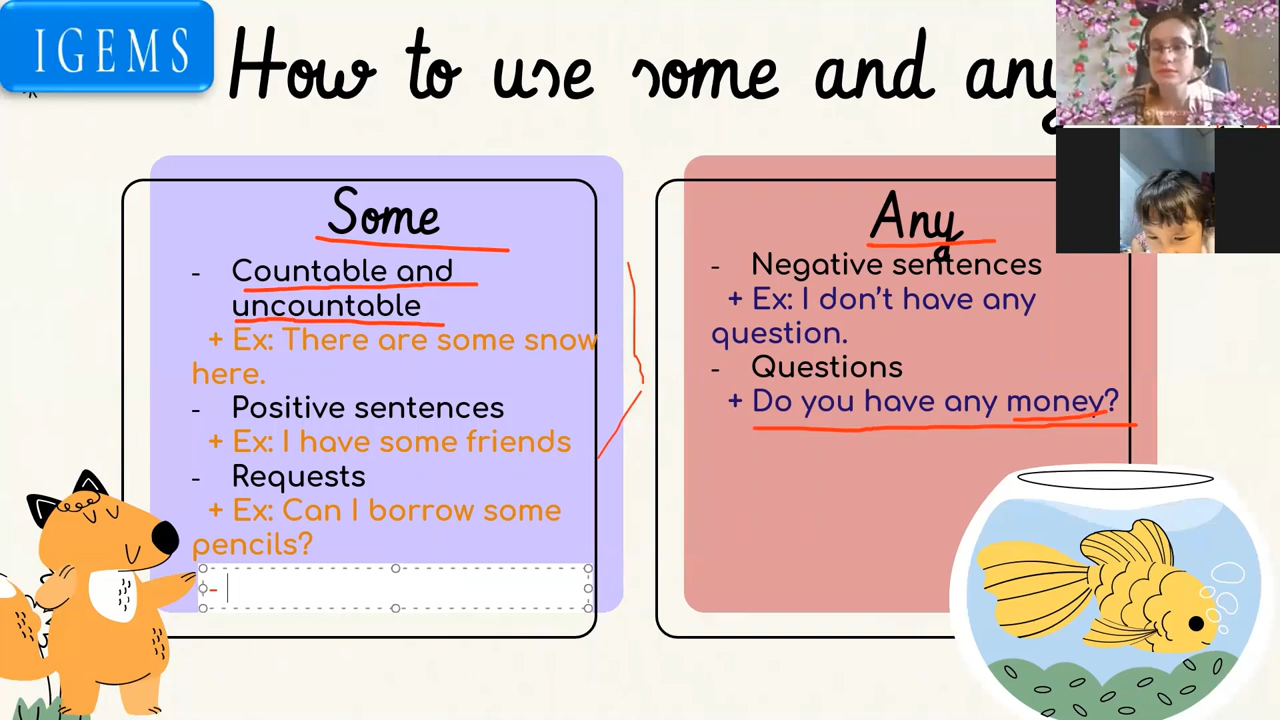 IGEMS
How to use some and any
Some
- Countable and
uncountable
+ Ex: There are some snow
here.
- Positive sentences
+ Ex: I have some friends
- Requests
+ Ex: Can I borrow some
pencils?
-
Any
a
- Negative sentences
+ Ex: I don't have any
question.
- Questions
+ Do you have any money?